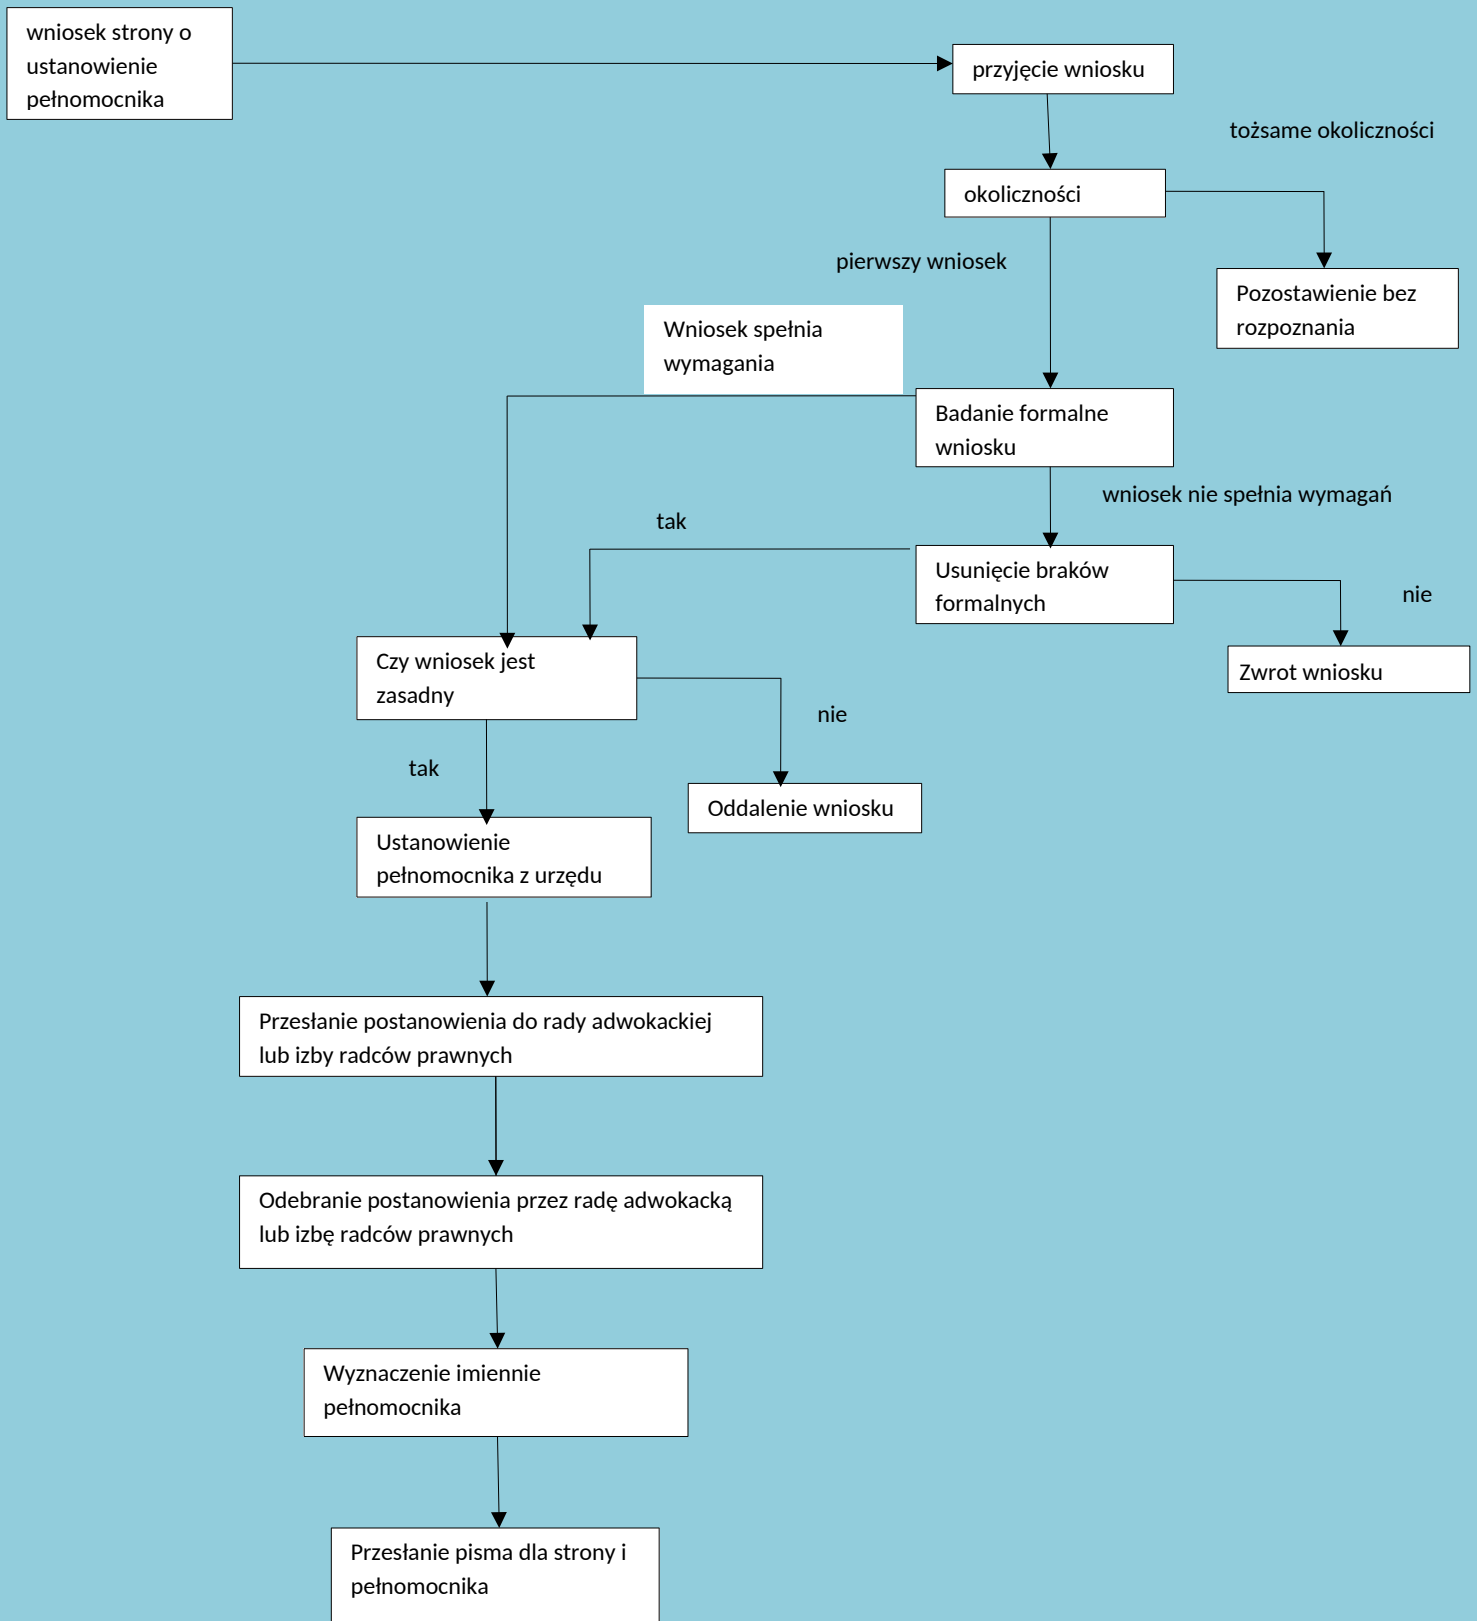 wniosek strony o
ustanowienie
pełnomocnika
przyjęcie wniosku
tożsame okoliczności
okoliczności
pierwszy wniosek
Pozostawienie bez
rozpoznania
Wniosek spełnia
wymagania
Badanie formalne
wniosku
wniosek nie spełnia wymagań
tak
Usunięcie braków
formalnych
nie
Zwrot wniosku
Czy wniosek jest
zasadny
nie
tak
Oddalenie wniosku
Ustanowienie
pełnomocnika z urzędu
Przesłanie postanowienia do rady adwokackiej
lub izby radców prawnych
Odebranie postanowienia przez radę adwokacką
lub izbę radców prawnych
Wyznaczenie imiennie
pełnomocnika
Przesłanie pisma dla strony i
pełnomocnika